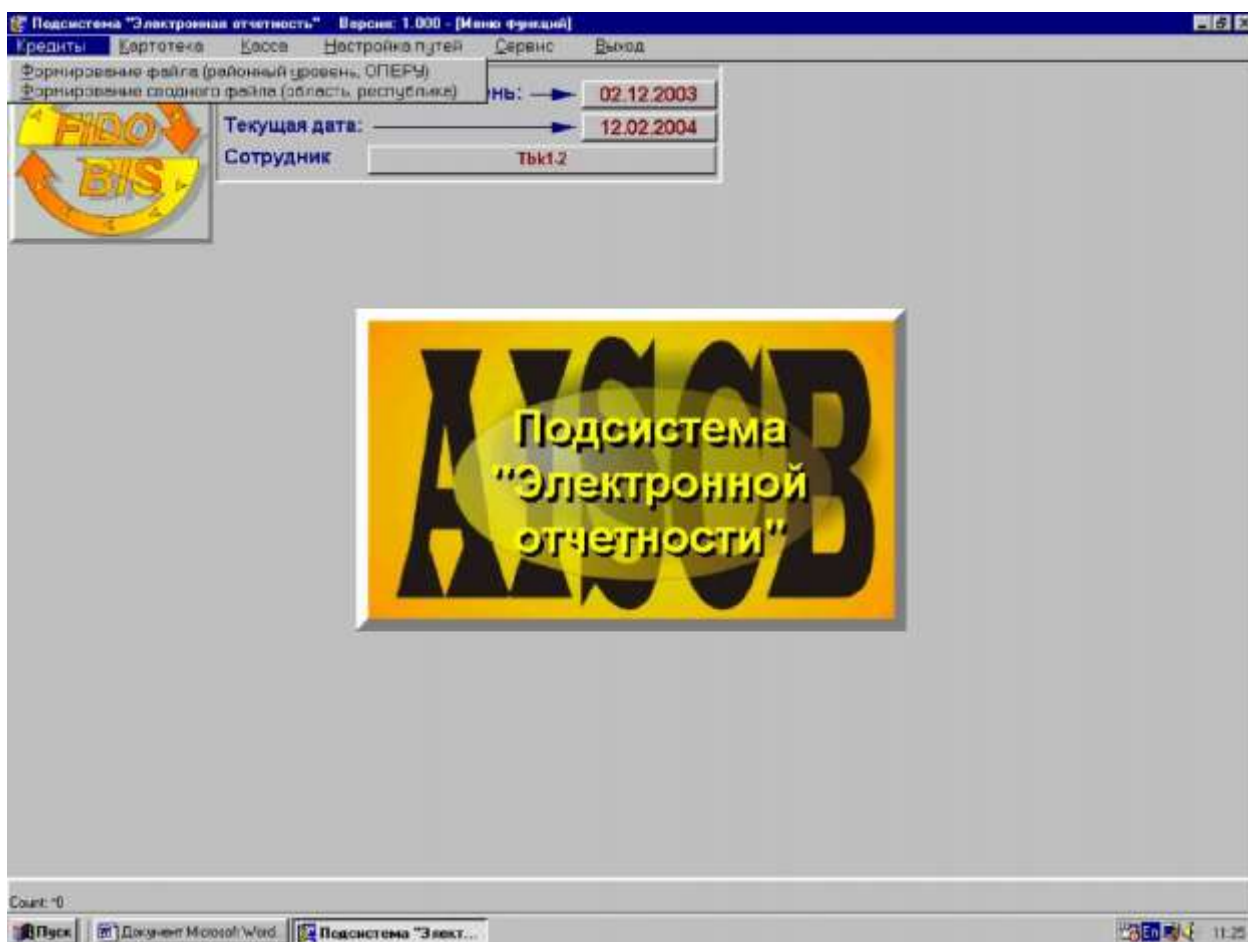 Подсистема "Электронная отчетность" Версия: 1.000 - [Меню функций]
Кредиты Картотека Касса Настройка путей Сервис Выход
Формирование файла (районный уровень, ОПЕРУ)
Формирование сводного файла (область, республика)
нь: 02.12.2003
Текущая дата: 12.02.2004
Сотрудник Tbk1-2
FIDO
BIS
AISCB
Подсистема
"Электронной
отчетности"
Count: *0
Пуск Документ Microsoft Word Подсистема "Элект... En 11:25